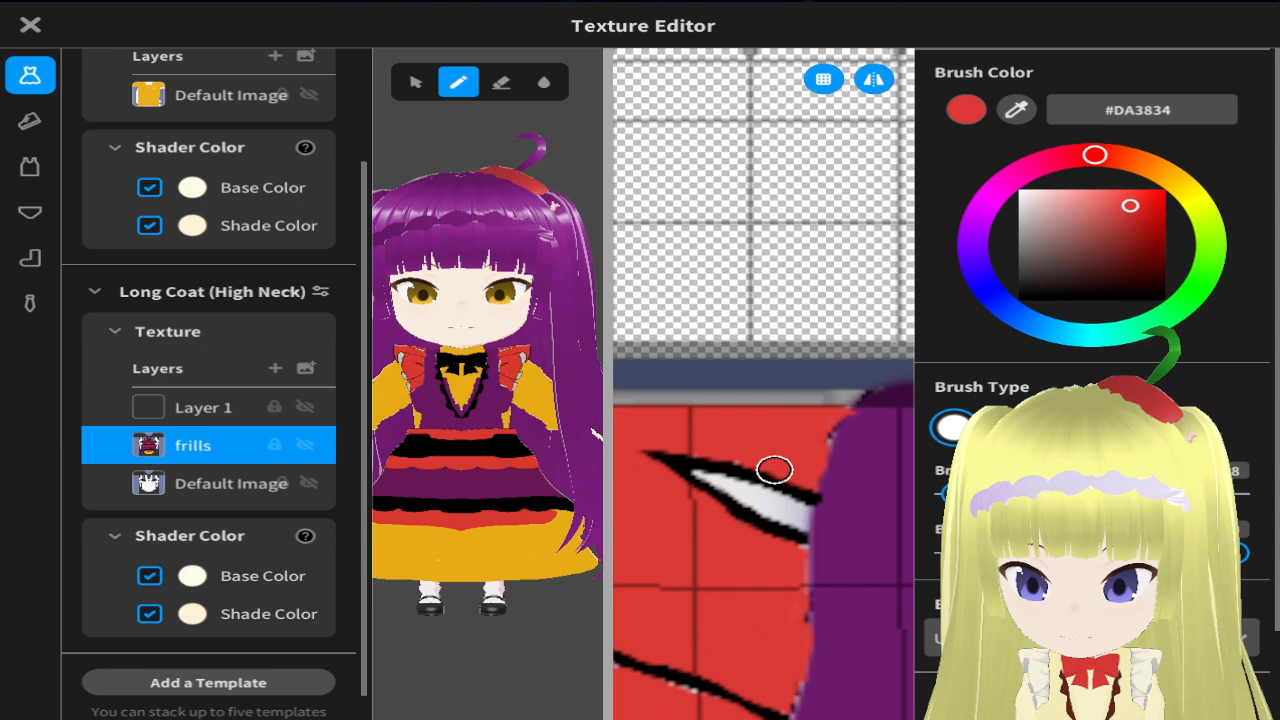 Texture Editor
Layers
Default Image
Shader Color
Base Color
Shade Color
Long Coat (High Neck)
Texture
Layers
Layer 1
frills
Default Image
Shader Color
Base Color
Shade Color
Add a Template
You can stack up to five templates
Brush Color
#DA3834
Brush Type